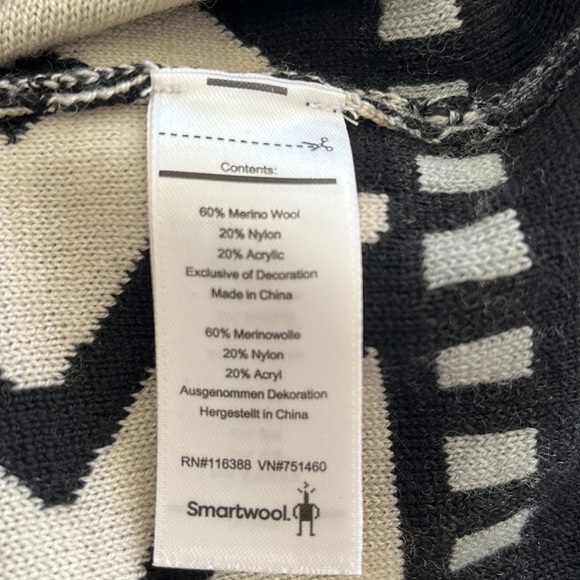 Contents:
60% Merino Wool
20% Nylon
20% Acrylic
Exclusive of Decoration
Made in China
60% Merinowolle
20% Nylon
20% Acryl
Ausgenommen Dekoration
Hergestellt in China
RN#116388 VN#751460
Smartwool.